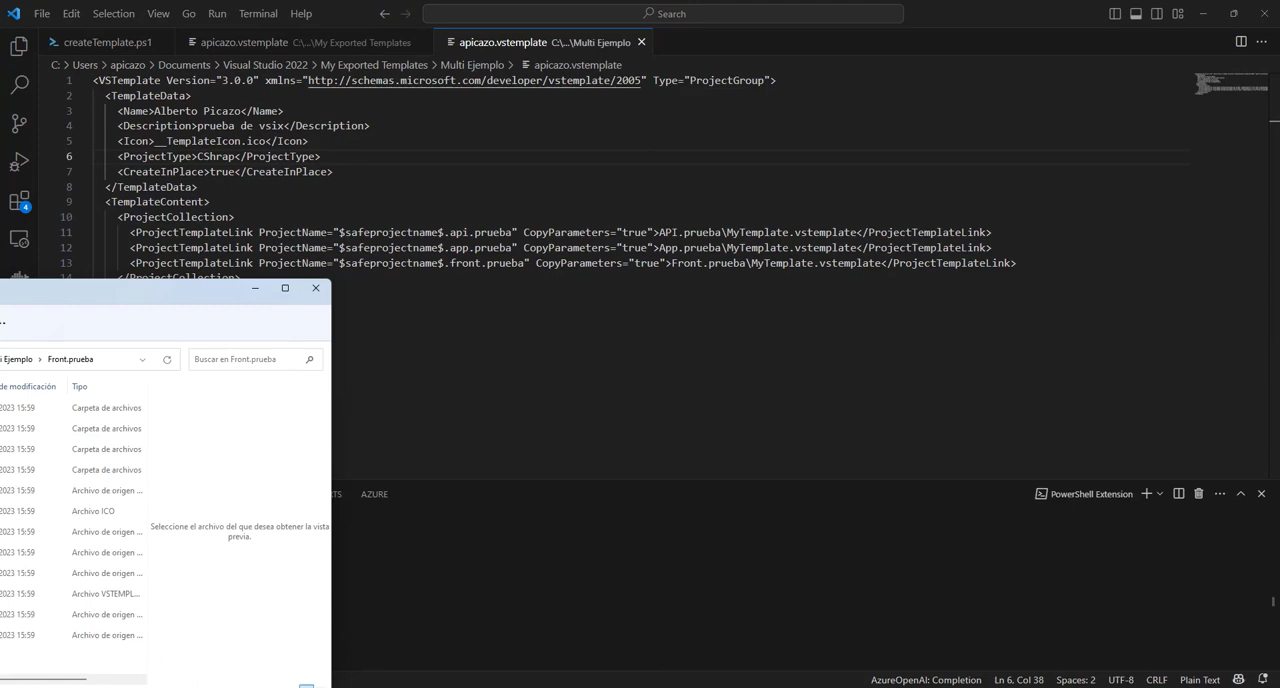 File Edit Selection View Go Run Terminal Help Search
createTemplate.ps1 apicazo.vstemplate C:\...\My Exported Templates apicazo.vstemplate C:\...\Multi Ejemplo
C: > Users > apicazo > Documents > Visual Studio 2022 > My Exported Templates > Multi Ejemplo > apicazo.vstemplate
1 <VSTemplate Version="3.0.0" xmlns="http://schemas.microsoft.com/developer/vstemplate/2005" Type="ProjectGroup">
2 <TemplateData>
3 <Name>Alberto Picazo</Name>
4 <Description>prueba de vsix</Description>
5 <Icon>__TemplateIcon.ico</Icon>
6 <ProjectType>CShrap</ProjectType>
7 <CreateInPlace>true</CreateInPlace>
8 </TemplateData>
9 <TemplateContent>
10 <ProjectCollection>
11 <ProjectTemplateLink ProjectName="$safeprojectname$.api.prueba" CopyParameters="true">API.prueba\MyTemplate.vstemplate</ProjectTemplateLink>
12 <ProjectTemplateLink ProjectName="$safeprojectname$.app.prueba" CopyParameters="true">App.prueba\MyTemplate.vstemplate</ProjectTemplateLink>
13 <ProjectTemplateLink ProjectName="$safeprojectname$.front.prueba" CopyParameters="true">Front.prueba\MyTemplate.vstemplate</ProjectTemplateLink>
14 </ProjectCollection>
4
..
i Ejemplo > Front.prueba Buscar en Front.prueba
de modificación Tipo
2023 15:59 Carpeta de archivos
2023 15:59 Carpeta de archivos
2023 15:59 Carpeta de archivos
2023 15:59 Carpeta de archivos
2023 15:59 Archivo de origen ...
2023 15:59 Archivo ICO
2023 15:59 Archivo de origen ...
2023 15:59 Archivo de origen ...
2023 15:59 Archivo de origen ...
2023 15:59 Archivo VSTEMPL...
2023 15:59 Archivo de origen ...
2023 15:59 Archivo de origen ...
Seleccione el archivo del que desea obtener la vista
previa.
RTS AZURE PowerShell Extension
AzureOpenAI: Completion Ln 6, Col 38 Spaces: 2 UTF-8 CRLF Plain Text